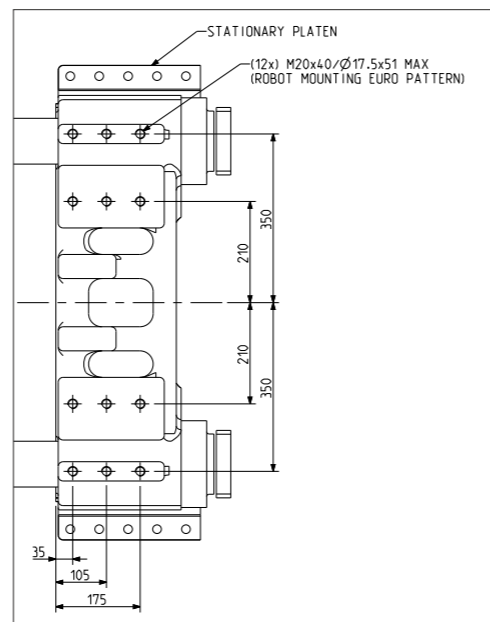 STATIONARY PLATEN
(12x) M20x40/Ø17.5x51 MAX
(ROBOT MOUNTING EURO PATTERN)
350
210
210
350
35
105
175